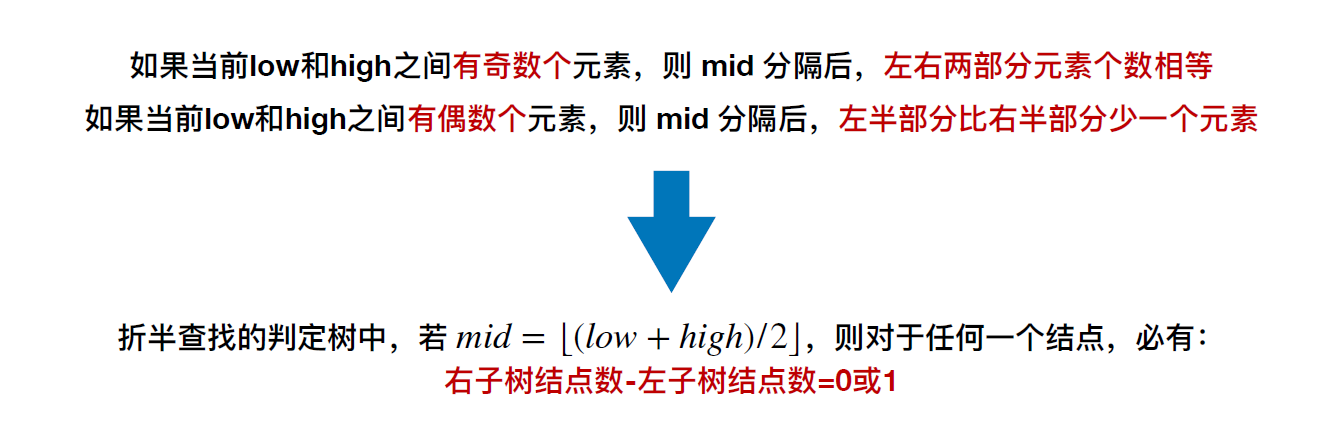 如果当前low和high之间有奇数个元素，则 mid 分隔后，左右两部分元素个数相等
如果当前low和high之间有偶数个元素，则 mid 分隔后，左半部分比右半部分少一个元素
折半查找的判定树中，若 mid = ⌊(low + high)/2⌋，则对于任何一个结点，必有：
右子树结点数-左子树结点数=0或1